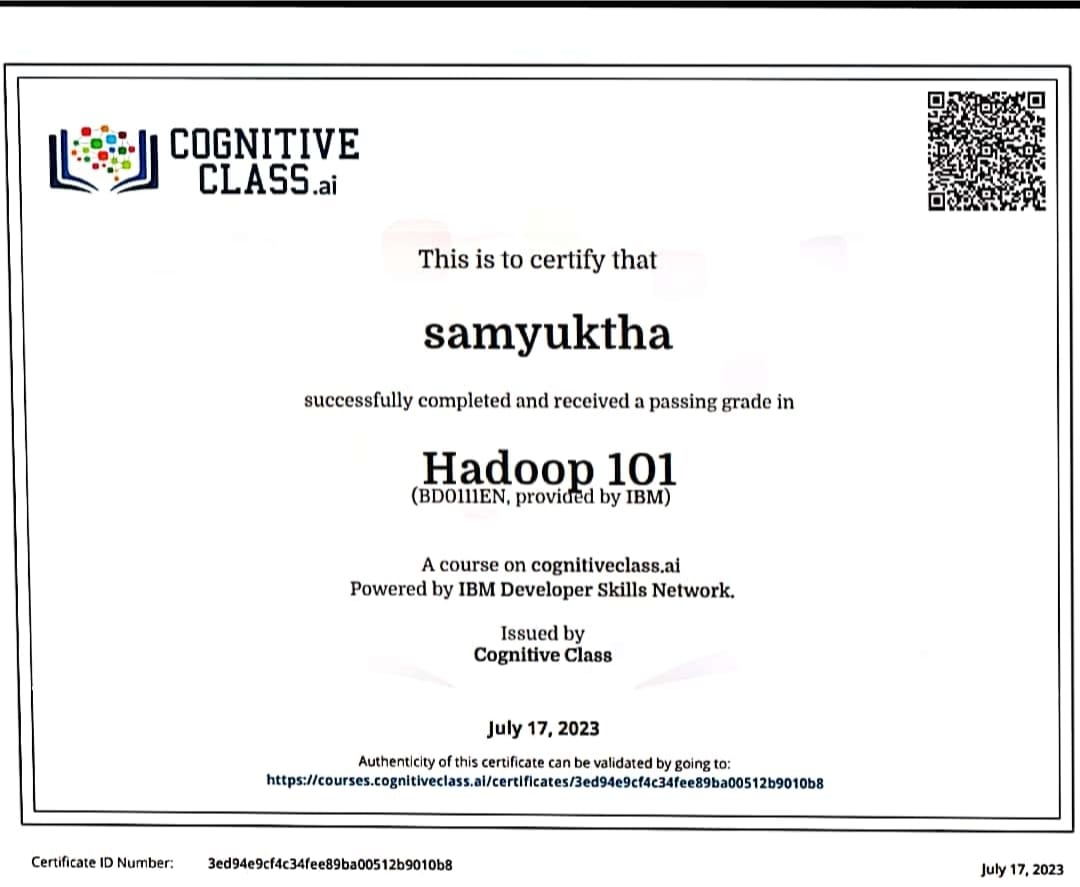 COGNITIVE
CLASS.ai
This is to certify that
samyuktha
successfully completed and received a passing grade in
Hadoop 101
(BD0111EN, provided by IBM)
A course on cognitiveclass.ai
Powered by IBM Developer Skills Network.
Issued by
Cognitive Class
July 17, 2023
Authenticity of this certificate can be validated by going to:
https://courses.cognitiveclass.ai/certificates/3ed94e9cf4c34fee89ba00512b9010b8
Certificate ID Number: 3ed94e9cf4c34fee89ba00512b9010b8
July 17, 2023